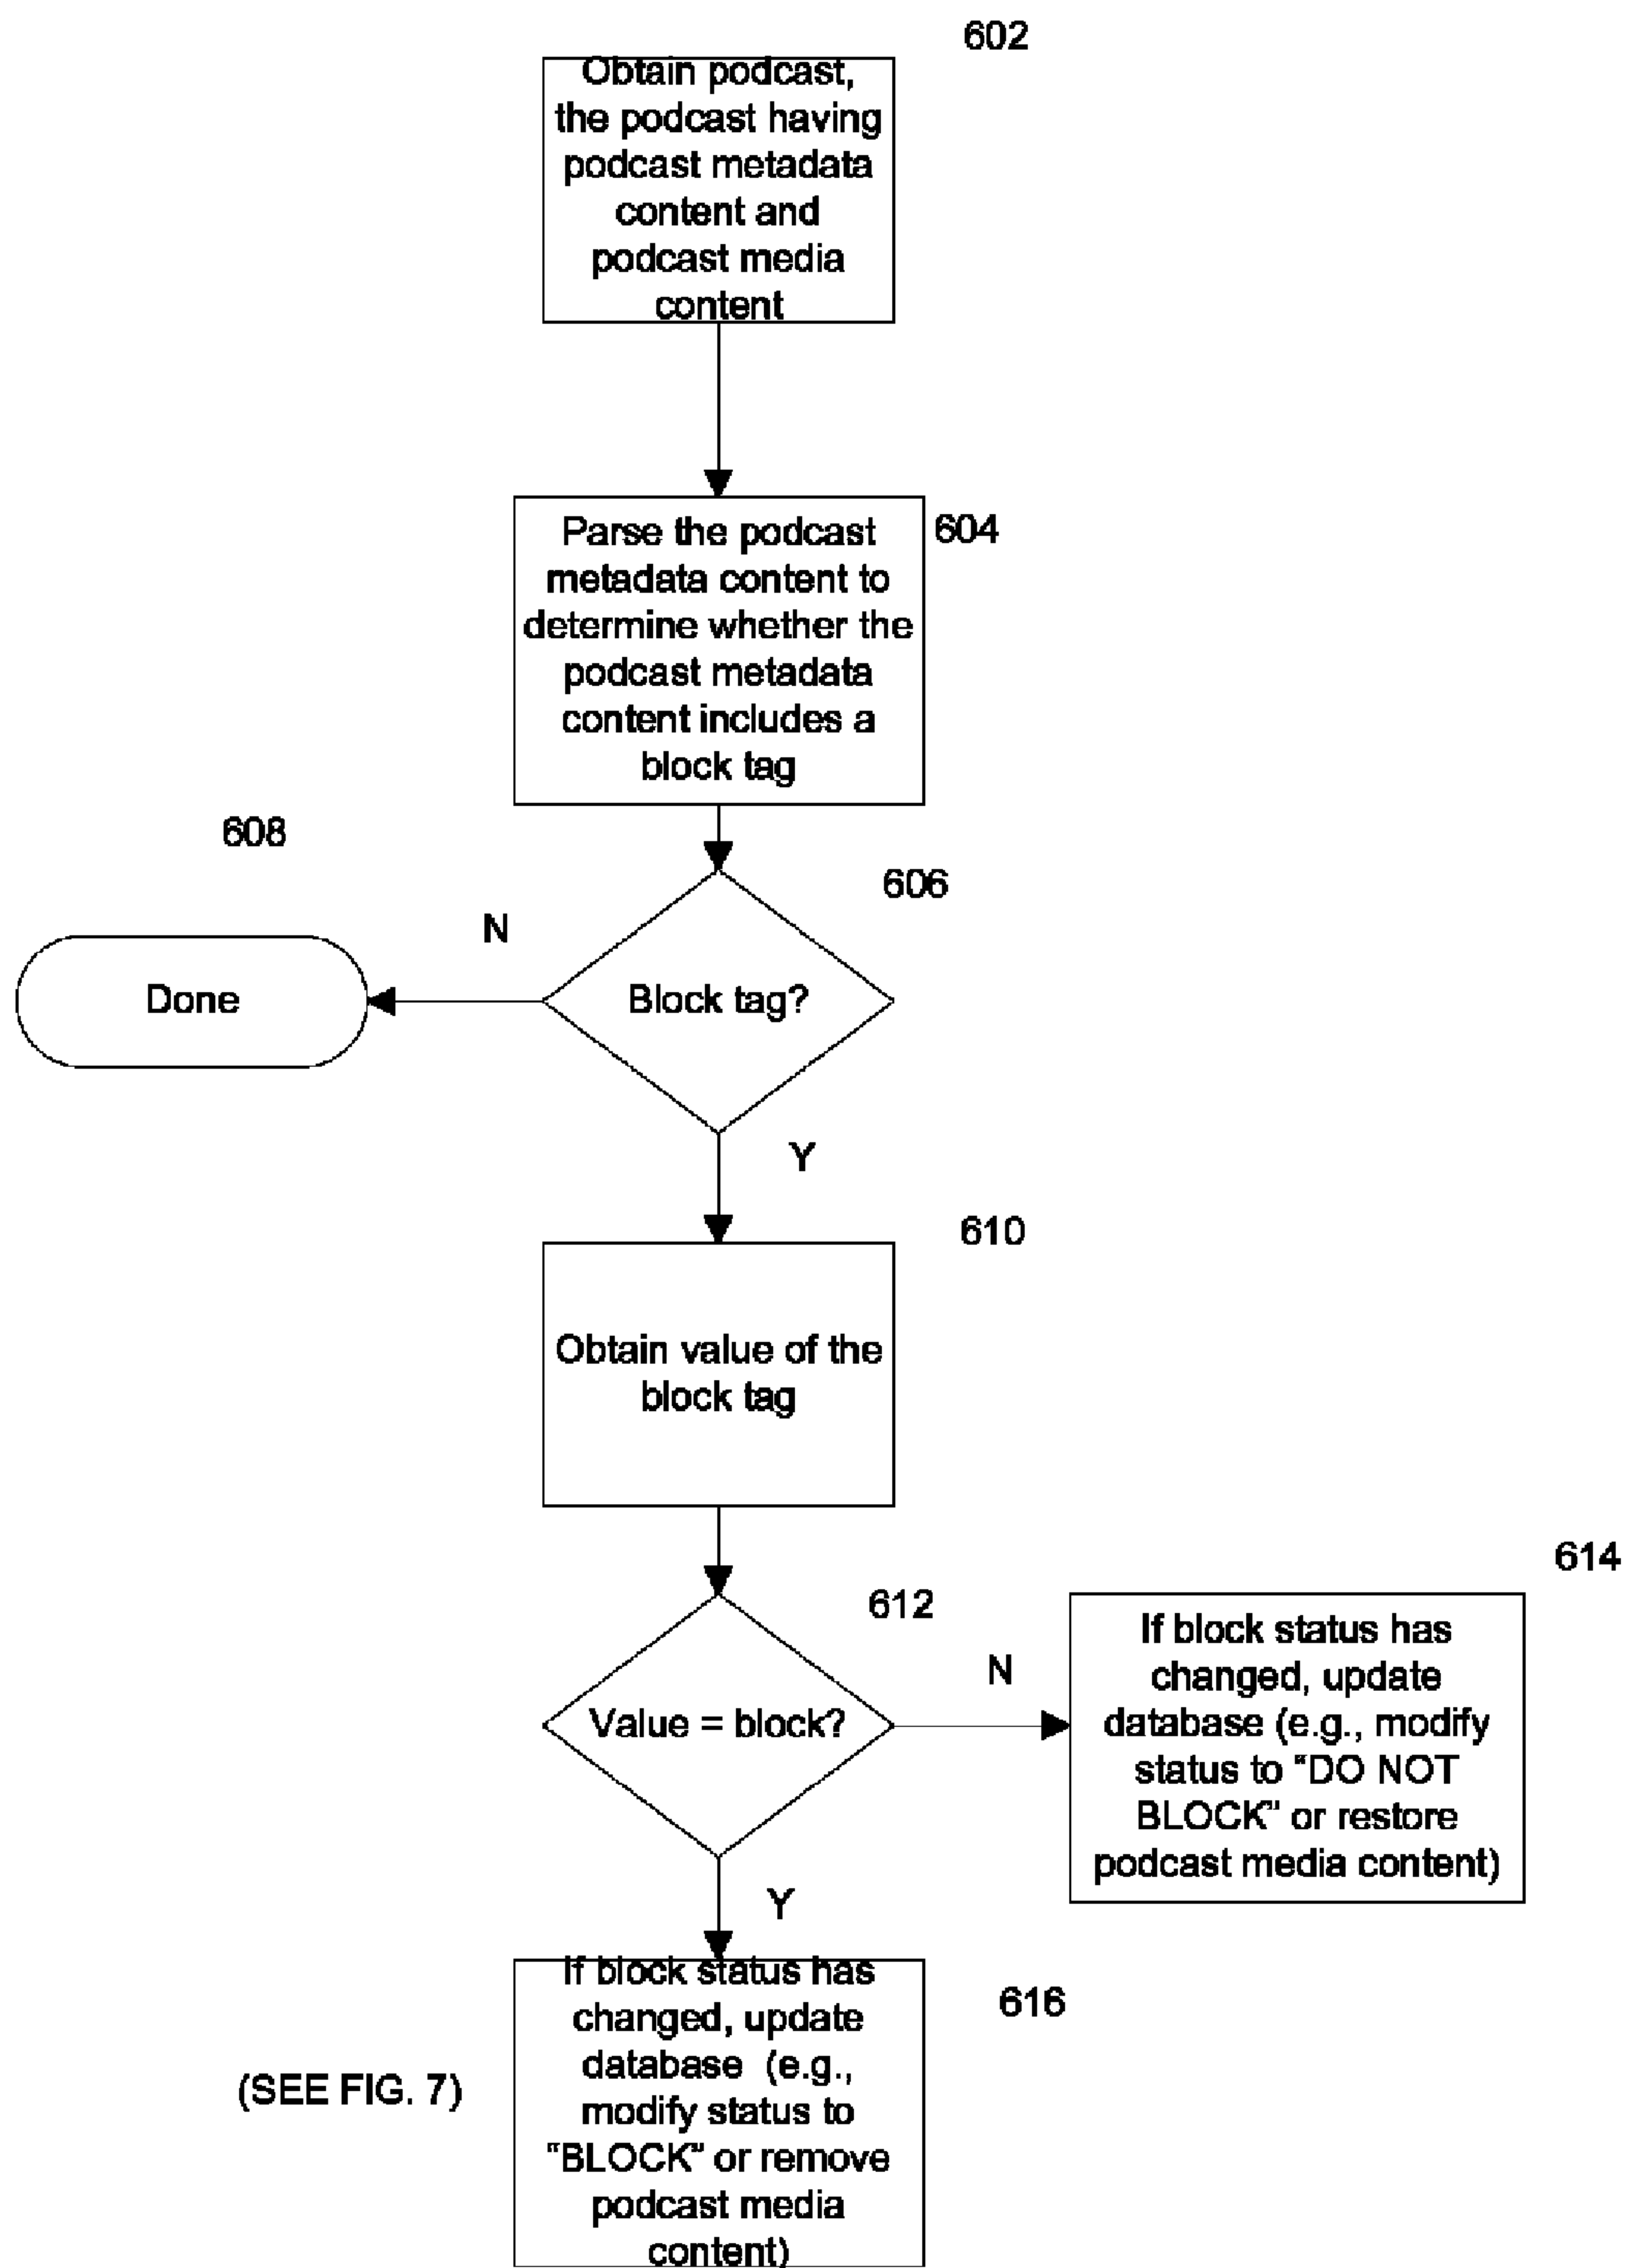 602
Obtain podcast,
the podcast having
podcast metadata
content and
podcast media
content
Parse the podcast
metadata content to
determine whether the
podcast metadata
content includes a
block tag
604
608
606
N
Done
Block tag?
Y
610
Obtain value of the
block tag
614
612
N
Value = block?
If block status has
changed, update
database (e.g., modify
status to "DO NOT
BLOCK" or restore
podcast media content)
Y
616
If block status has
changed, update
database (e.g.,
modify status to
"BLOCK" or remove
podcast media
content)
(SEE FIG. 7)